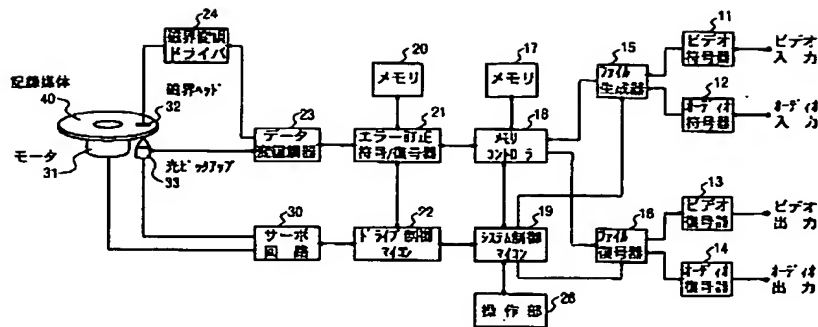 24
磁界変調
ドライバ
記録媒体
40
磁界ヘッド
32
モータ
31
光ピックアップ
33
23
データ
変復調器
20
メモリ
21
エラー訂正
符号/復号器
17
メモリ
18
メモリ
コントローラ
15
ファイル
生成器
11
ビデオ
符号器
ビデオ
入力
12
オーディオ
符号器
オーディオ
入力
30
サーボ
回路
22
ドライブ制御
マイコン
19
システム制御
マイコン
26
操作部
16
ファイル
復号器
13
ビデオ
復号器
ビデオ
出力
14
オーディオ
復号器
オーディオ
出力